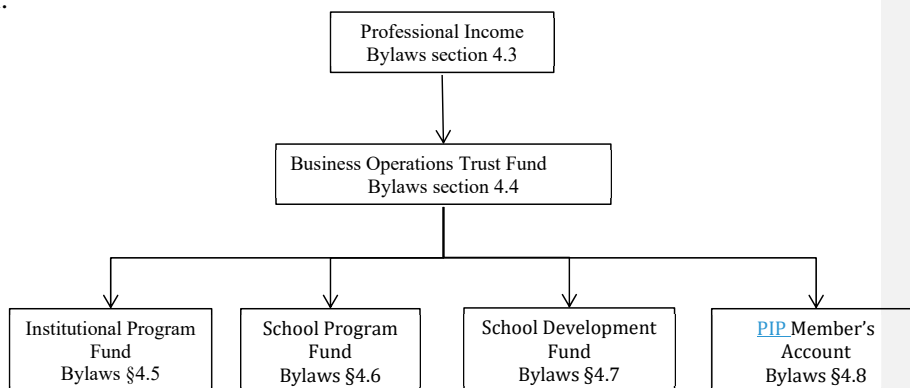 .
Professional Income
Bylaws section 4.3
Business Operations Trust Fund
Bylaws section 4.4
Institutional Program
Fund
Bylaws §4.5
School Program
Fund
Bylaws §4.6
School Development
Fund
Bylaws §4.7
PIP Member’s
Account
Bylaws §4.8